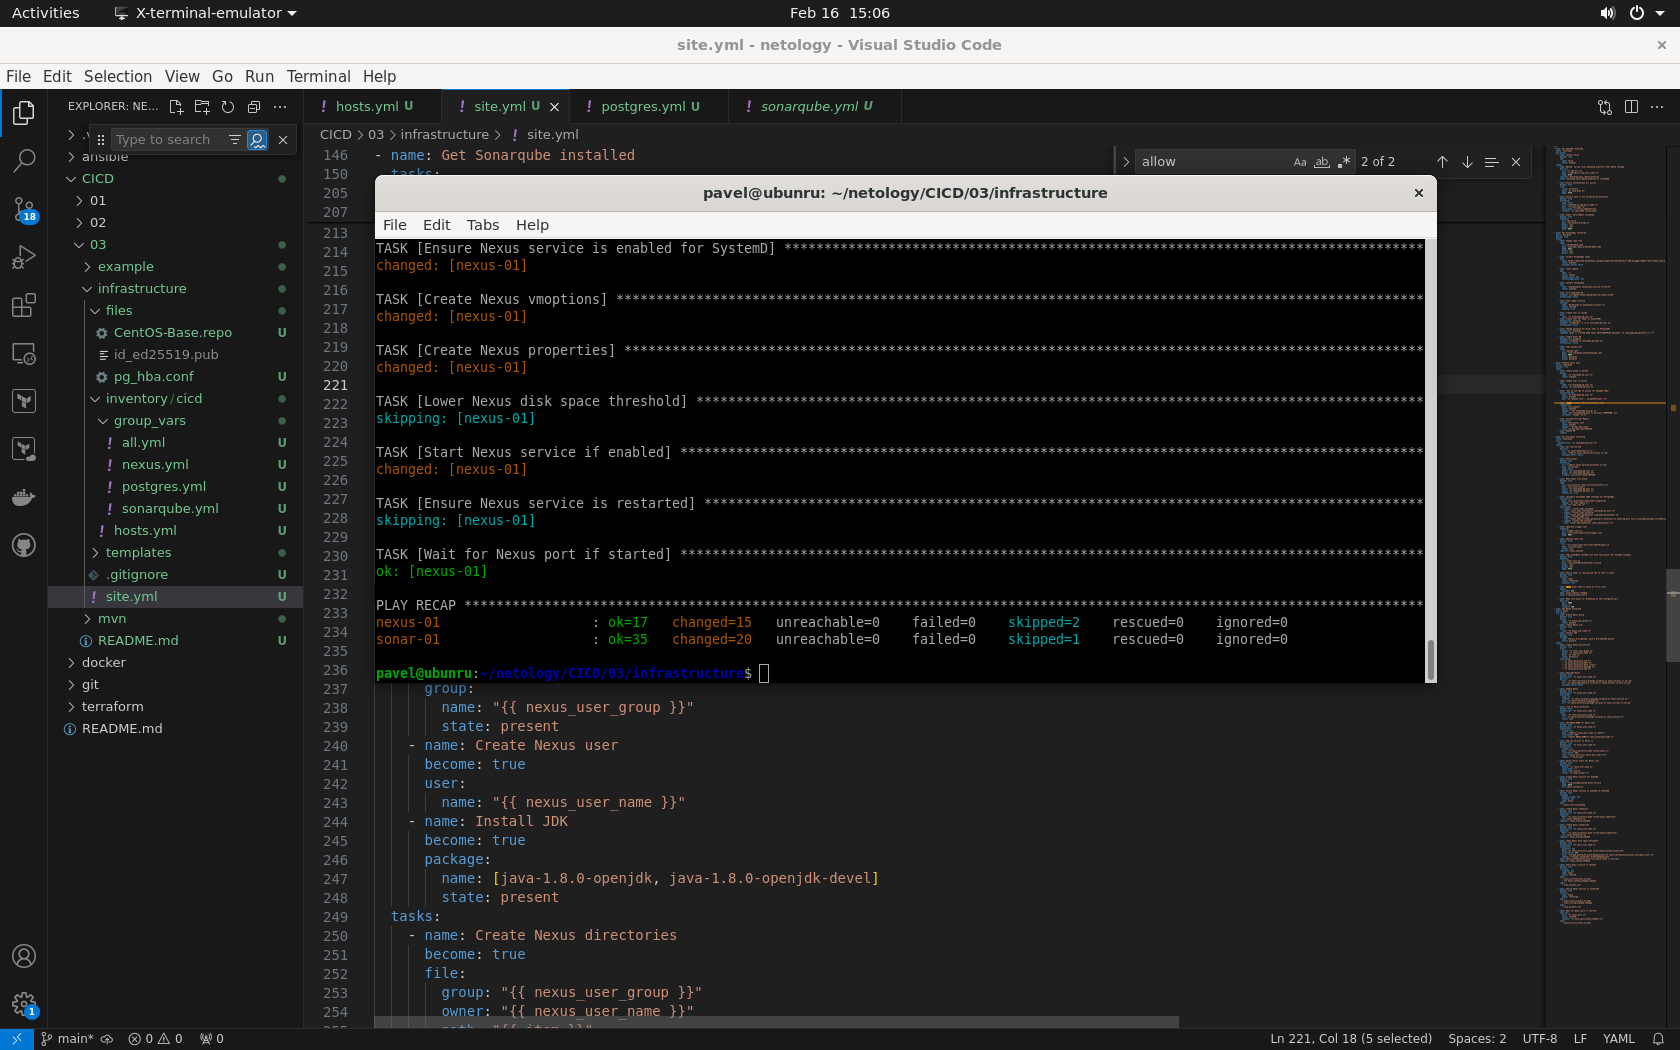 Activities
X-terminal-emulator
Feb 16 15:06
site.yml - netology - Visual Studio Code
File Edit Selection View Go Run Terminal Help
EXPLORER: NE...
hosts.yml U
site.yml U
postgres.yml U
sonarqube.yml U
CICD > 03 > infrastructure > ! site.yml
Type to search
ansible
CICD
01
02
03
example
infrastructure
files
CentOS-Base.repo U
id_ed25519.pub
pg_hba.conf U
inventory / cicd
group_vars
all.yml U
nexus.yml U
postgres.yml U
sonarqube.yml U
hosts.yml U
templates
.gitignore U
site.yml U
mvn
README.md U
docker
git
terraform
README.md
18
1
146 - name: Get Sonarqube installed
150 tasks:
205
207
213
214
215
216
217
218
219
220
221
222
223
224
225
226
227
228
229
230
231
232
233
234
235
236
allow
Aa ab .* 2 of 2
pavel@ubunru: ~/netology/CICD/03/infrastructure
File Edit Tabs Help
TASK [Ensure Nexus service is enabled for SystemD] ********************************************************************************
changed: [nexus-01]
TASK [Create Nexus vmoptions] *****************************************************************************************************
changed: [nexus-01]
TASK [Create Nexus properties] ****************************************************************************************************
changed: [nexus-01]
TASK [Lower Nexus disk space threshold] *******************************************************************************************
skipping: [nexus-01]
TASK [Start Nexus service if enabled] *********************************************************************************************
changed: [nexus-01]
TASK [Ensure Nexus service is restarted] ******************************************************************************************
skipping: [nexus-01]
TASK [Wait for Nexus port if started] *********************************************************************************************
ok: [nexus-01]
PLAY RECAP ************************************************************************************************************************
nexus-01 : ok=17 changed=15 unreachable=0 failed=0 skipped=2 rescued=0 ignored=0
sonar-01 : ok=35 changed=20 unreachable=0 failed=0 skipped=1 rescued=0 ignored=0
pavel@ubunru:~/netology/CICD/03/infrastructure$
237 group:
238 name: "{{ nexus_user_group }}"
239 state: present
240 - name: Create Nexus user
241 become: true
242 user:
243 name: "{{ nexus_user_name }}"
244 - name: Install JDK
245 become: true
246 package:
247 name: [java-1.8.0-openjdk, java-1.8.0-openjdk-devel]
248 state: present
249 tasks:
250 - name: Create Nexus directories
251 become: true
252 file:
253 group: "{{ nexus_user_group }}"
254 owner: "{{ nexus_user_name }}"
255 path: "{{ item }}"
main* 0 0 0
Ln 221, Col 18 (5 selected) Spaces: 2 UTF-8 LF YAML